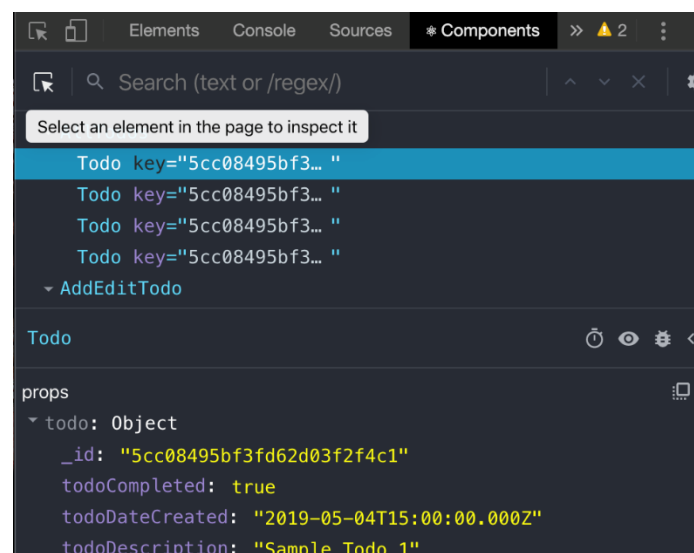 Elements Console Sources ⚛ Components » 2
Search (text or /regex/)
Select an element in the page to inspect it
Todo key="5cc08495bf3… "
Todo key="5cc08495bf3… "
Todo key="5cc08495bf3… "
Todo key="5cc08495bf3… "
AddEditTodo
Todo
props
todo: Object
_id: "5cc08495bf3fd62d03f2f4c1"
todoCompleted: true
todoDateCreated: "2019-05-04T15:00:00.000Z"
todoDescription: "Sample Todo 1"